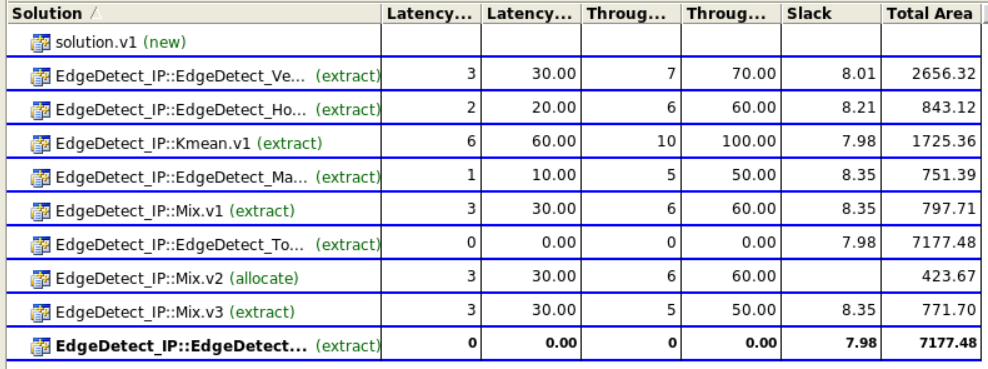 Solution Latency... Latency... Throug... Throug... Slack Total Area
solution.v1 (new)
EdgeDetect_IP::EdgeDetect_Ve... (extract) 3 30.00 7 70.00 8.01 2656.32
EdgeDetect_IP::EdgeDetect_Ho... (extract) 2 20.00 6 60.00 8.21 843.12
EdgeDetect_IP::Kmean.v1 (extract) 6 60.00 10 100.00 7.98 1725.36
EdgeDetect_IP::EdgeDetect_Ma... (extract) 1 10.00 5 50.00 8.35 751.39
EdgeDetect_IP::Mix.v1 (extract) 3 30.00 6 60.00 8.35 797.71
EdgeDetect_IP::EdgeDetect_To... (extract) 0 0.00 0 0.00 7.98 7177.48
EdgeDetect_IP::Mix.v2 (allocate) 3 30.00 6 60.00 423.67
EdgeDetect_IP::Mix.v3 (extract) 3 30.00 5 50.00 8.35 771.70
EdgeDetect_IP::EdgeDetect... (extract) 0 0.00 0 0.00 7.98 7177.48